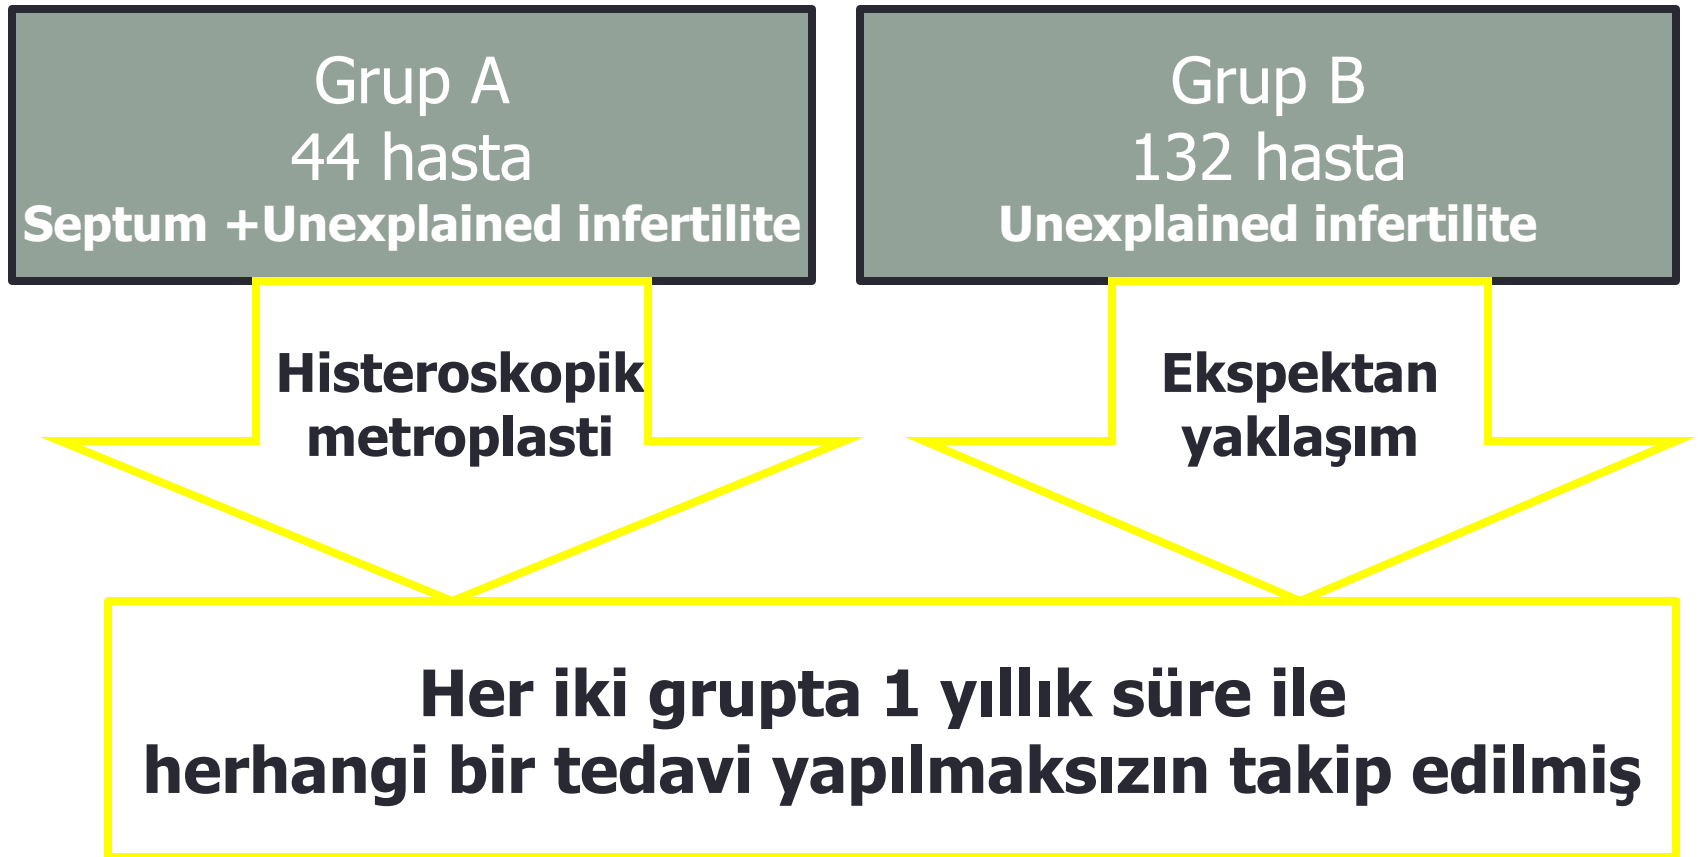 Grup A
44 hasta
Septum +Unexplained infertilite
Grup B
132 hasta
Unexplained infertilite
Histeroskopik
metroplasti
Ekspektan
yaklaşım
Her iki grupta 1 yıllık süre ile
herhangi bir tedavi yapılmaksızın takip edilmiş